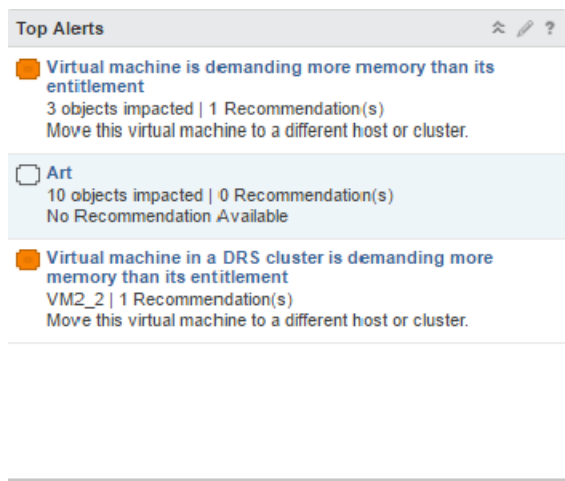 Top Alerts ?
Virtual machine is demanding more memory than its
entitlement
3 objects impacted | 1 Recommendation(s)
Move this virtual machine to a different host or cluster.
Art
10 objects impacted | 0 Recommendation(s)
No Recommendation Available
Virtual machine in a DRS cluster is demanding more
memory than its entitlement
VM2_2 | 1 Recommendation(s)
Move this virtual machine to a different host or cluster.